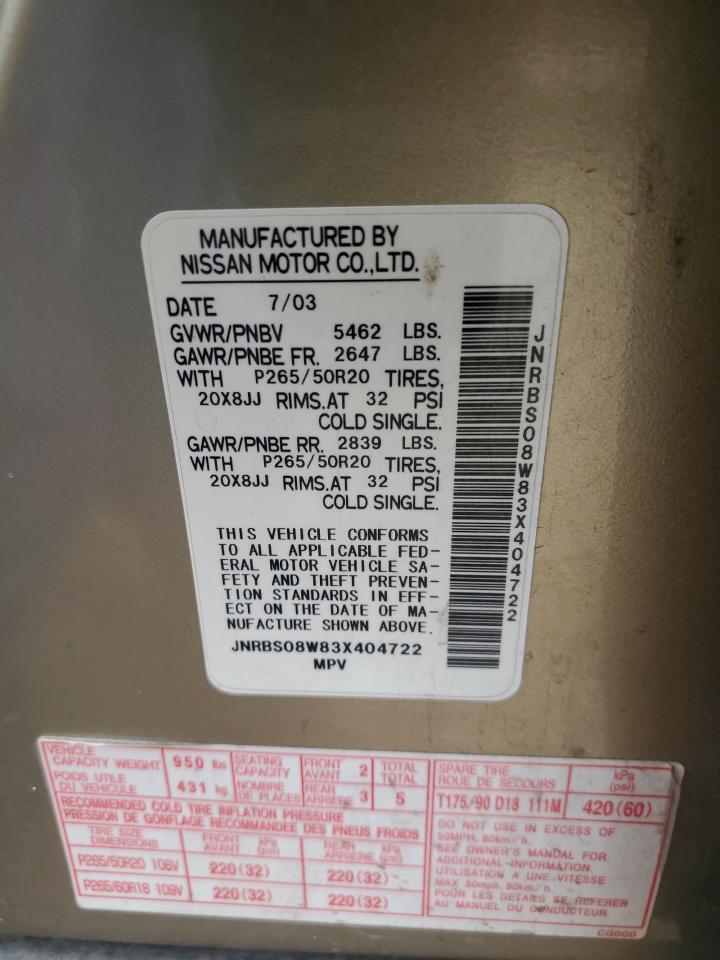 MANUFACTURED BY
NISSAN MOTOR CO.,LTD.
DATE 7/03
GVWR/PNBV 5462 LBS.
GAWR/PNBE FR. 2647 LBS.
WITH P265/50R20 TIRES,
20X8JJ RIMS.AT 32 PSI
COLD SINGLE.
GAWR/PNBE RR. 2839 LBS.
WITH P265/50R20 TIRES,
20X8JJ RIMS.AT 32 PSI
COLD SINGLE.
THIS VEHICLE CONFORMS
TO ALL APPLICABLE FED-
ERAL MOTOR VEHICLE SA-
FETY AND THEFT PREVEN-
TION STANDARDS IN EFF-
ECT ON THE DATE OF MA-
NUFACTURE SHOWN ABOVE.
JNRBS08W83X404722
MPV
JNRBS08W83X404722
VEHICLE CAPACITY WEIGHT 950 lbs
POIDS UTILE DU VEHICULE 431 kg
SEATING CAPACITY
NOMBRE DE PLACES
FRONT AVANT 2
REAR ARRIERE 3
TOTAL TOTAL
5
RECOMMENDED COLD TIRE INFLATION PRESSURE
PRESSION DE GONFLAGE RECOMMANDEE DES PNEUS FROIDS
TIRE SIZE DIMENSIONS
FRONT AVANT kPa (psi)
REAR ARRIERE kPa (psi)
P265/50R20 106V 220(32) 220(32)
P265/60R18 109V 220(32) 220(32)
SPARE TIRE
ROUE DE SECOURS
kPa (psi)
T175/90 D18 111M 420(60)
DO NOT USE IN EXCESS OF
50MPH, 80km/h.
SEE OWNER'S MANUAL FOR
ADDITIONAL INFORMATION.
UTILISATION A UNE VITESSE
MAX 50mph, 80km/h.
POUR LES DETAILS SE REFERER
AU MANUEL DU CONDUCTEUR.
CG000